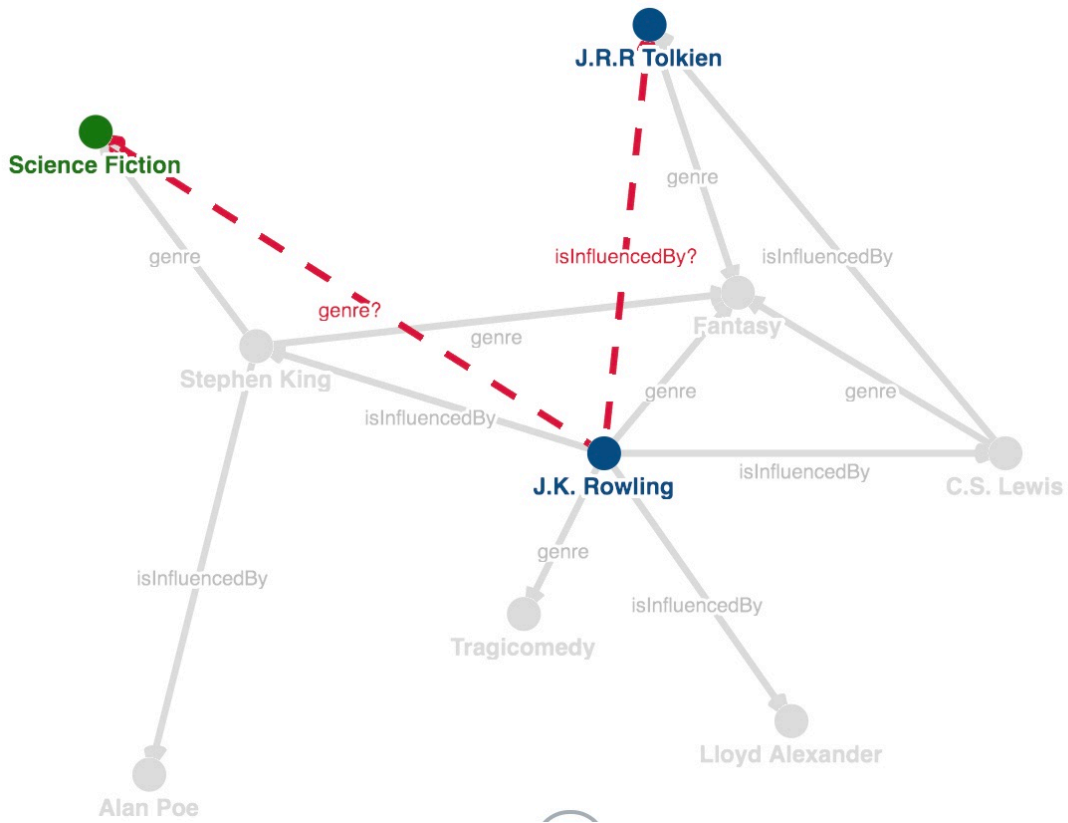 J.R.R Tolkien
Science Fiction
genre
genre
isInfluencedBy?
isInfluencedBy
genre?
Fantasy
genre
Stephen King
genre
genre
isInfluencedBy
isInfluencedBy
J.K. Rowling
C.S. Lewis
genre
isInfluencedBy
isInfluencedBy
Tragicomedy
Lloyd Alexander
Alan Poe